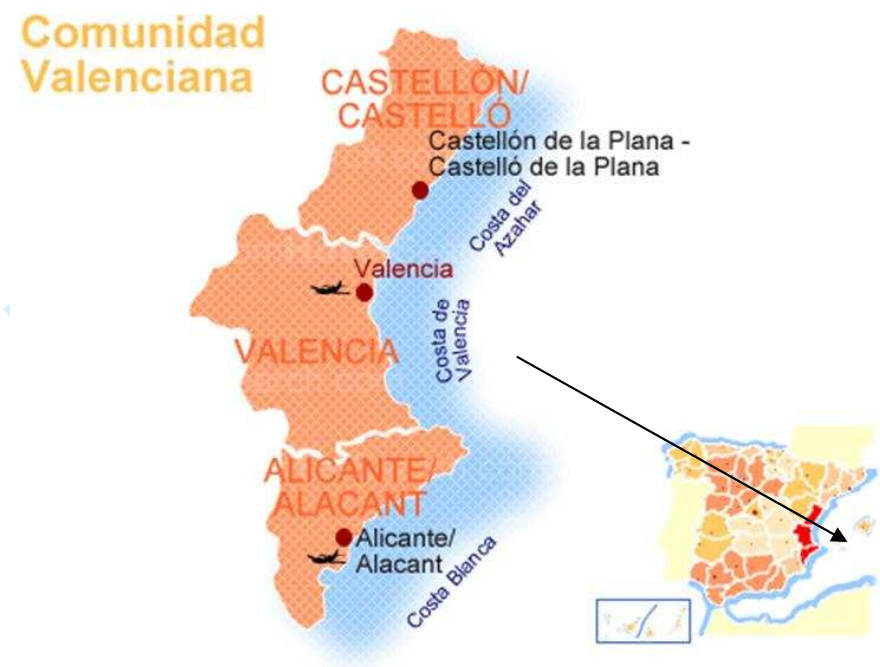 Comunidad
Valenciana
CASTELLÓN/
CASTELLÓ
Castellón de la Plana -
Castelló de la Plana
Costa del
Azahar
Valencia
Costa de
Valencia
VALENCIA
ALICANTE/
ALACANT
Alicante/
Alacant
Costa Blanca